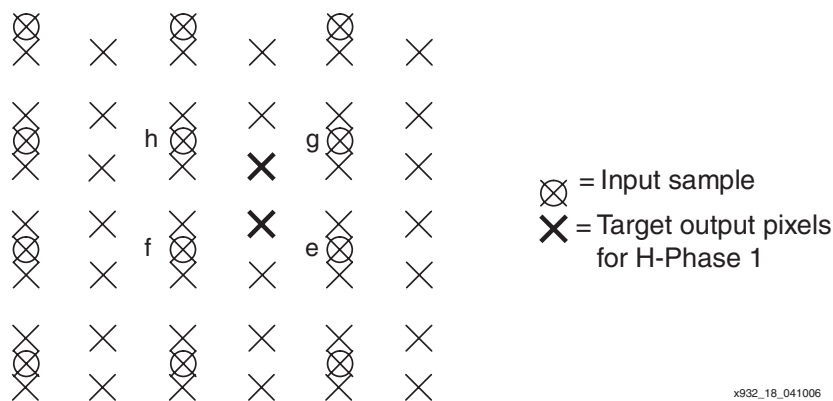 h
g
= Input sample
= Target output pixels
for H-Phase 1
f
e
x932_18_041006